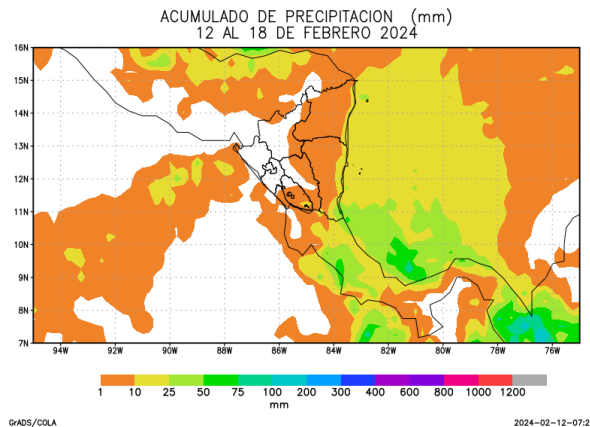 ACUMULADO DE PRECIPITACION (mm)
12 AL 18 DE FEBRERO 2024
16N
15N
14N
13N
12N
11N
10N
9N
8N
7N
94W 92W 90W 88W 86W 84W 82W 80W 78W 76W
1 10 25 50 75 100 200 300 400 600 800 1000 1200
mm
GrADS/COLA 2024-02-12-07:2